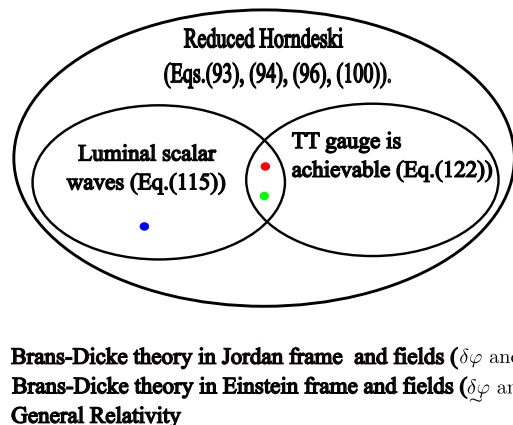 Reduced Horndeski
(Eqs.(93), (94), (96), (100)).
Luminal scalar
waves (Eq.(115))
TT gauge is
achievable (Eq.(122))
Brans-Dicke theory in Jordan frame and fields (δφ and
Brans-Dicke theory in Einstein frame and fields (δφ̰ an
General Relativity